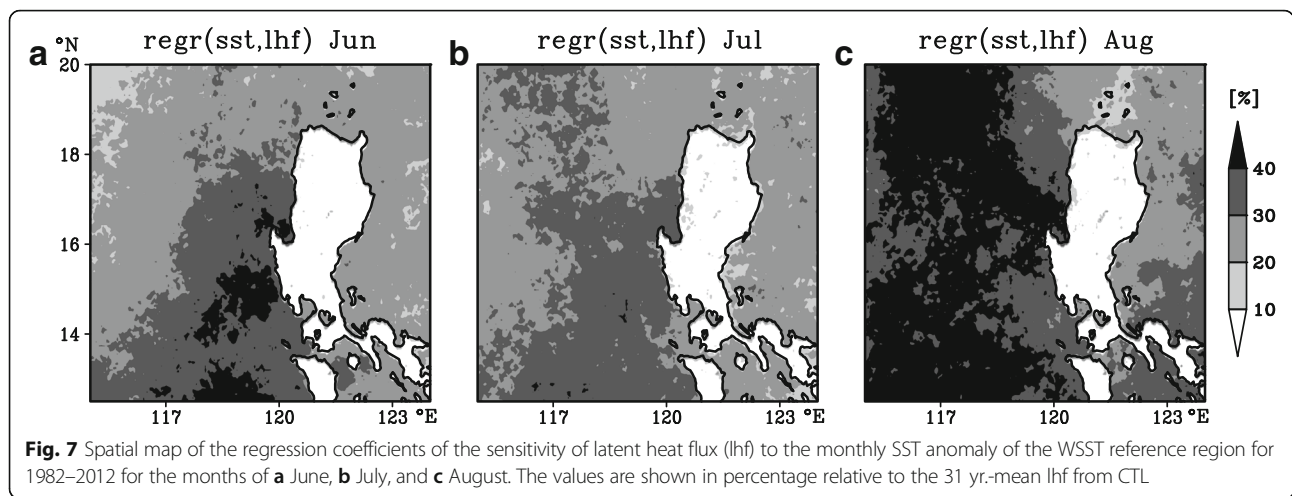 a °N regr(sst,lhf) Jun b regr(sst,lhf) Jul c regr(sst,lhf) Aug
20
[%]
18
40
30
16
20
10
14
117 120 123 °E 117 120 123 °E 117 120 123 °E
Fig. 7 Spatial map of the regression coefficients of the sensitivity of latent heat flux (lhf) to the monthly SST anomaly of the WSST reference region for
1982–2012 for the months of a June, b July, and c August. The values are shown in percentage relative to the 31 yr.-mean lhf from CTL